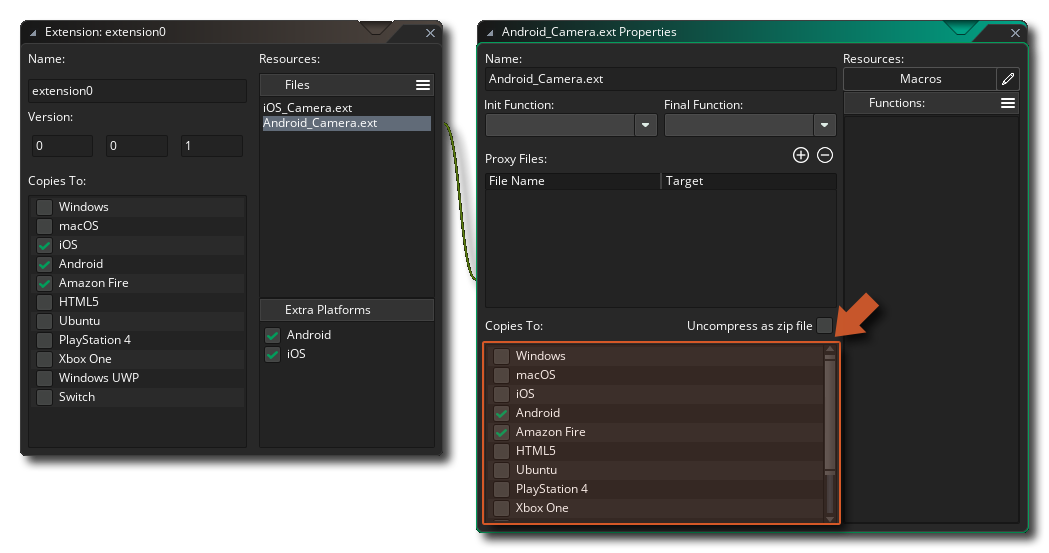 Extension: extension0
Name:
extension0
Version:
0 0 1
Copies To:
Windows
macOS
iOS
Android
Amazon Fire
HTML5
Ubuntu
PlayStation 4
Xbox One
Windows UWP
Switch
Resources:
Files
iOS_Camera.ext
Android_Camera.ext
Extra Platforms
Android
iOS
Android_Camera.ext Properties
Name:
Android_Camera.ext
Init Function: Final Function:
Proxy Files:
File Name Target
Copies To: Uncompress as zip file
Windows
macOS
iOS
Android
Amazon Fire
HTML5
Ubuntu
PlayStation 4
Xbox One
Resources:
Macros
Functions: